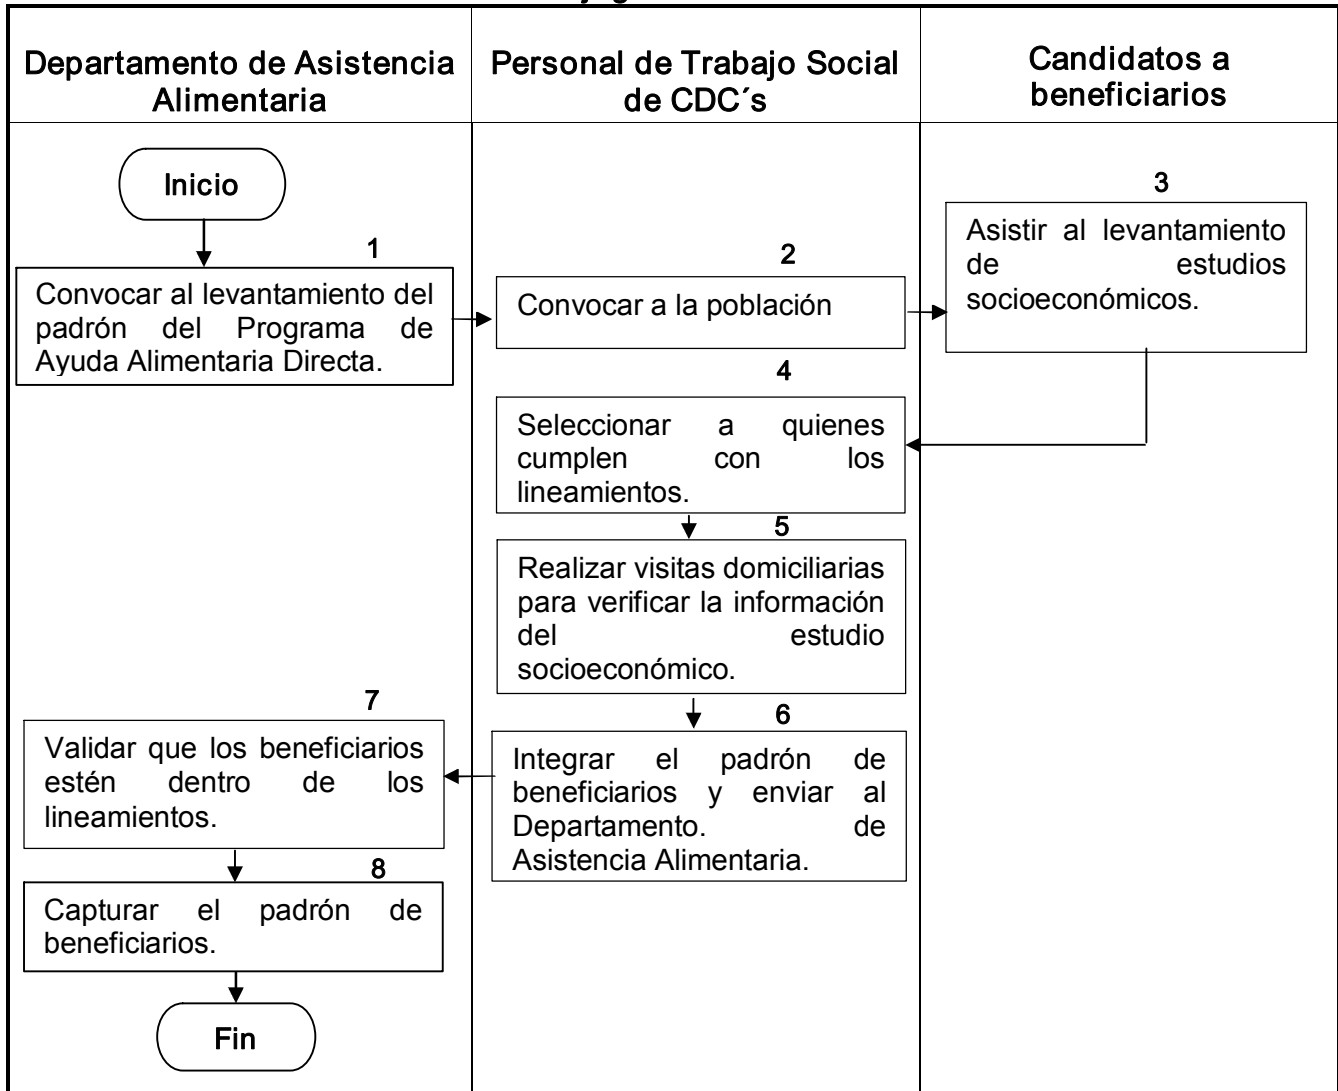 Departamento de Asistencia
Alimentaria
Personal de Trabajo Social
de CDC´s
Candidatos a
beneficiarios
Inicio
1
Convocar al levantamiento del
padrón del Programa de
Ayuda Alimentaria Directa.
2
Convocar a la población
3
Asistir al levantamiento
de estudios
socioeconómicos.
4
Seleccionar a quienes
cumplen con los
lineamientos.
5
Realizar visitas domiciliarias
para verificar la información
del estudio
socioeconómico.
6
Integrar el padrón de
beneficiarios y enviar al
Departamento. de
Asistencia Alimentaria.
7
Validar que los beneficiarios
estén dentro de los
lineamientos.
8
Capturar el padrón de
beneficiarios.
Fin